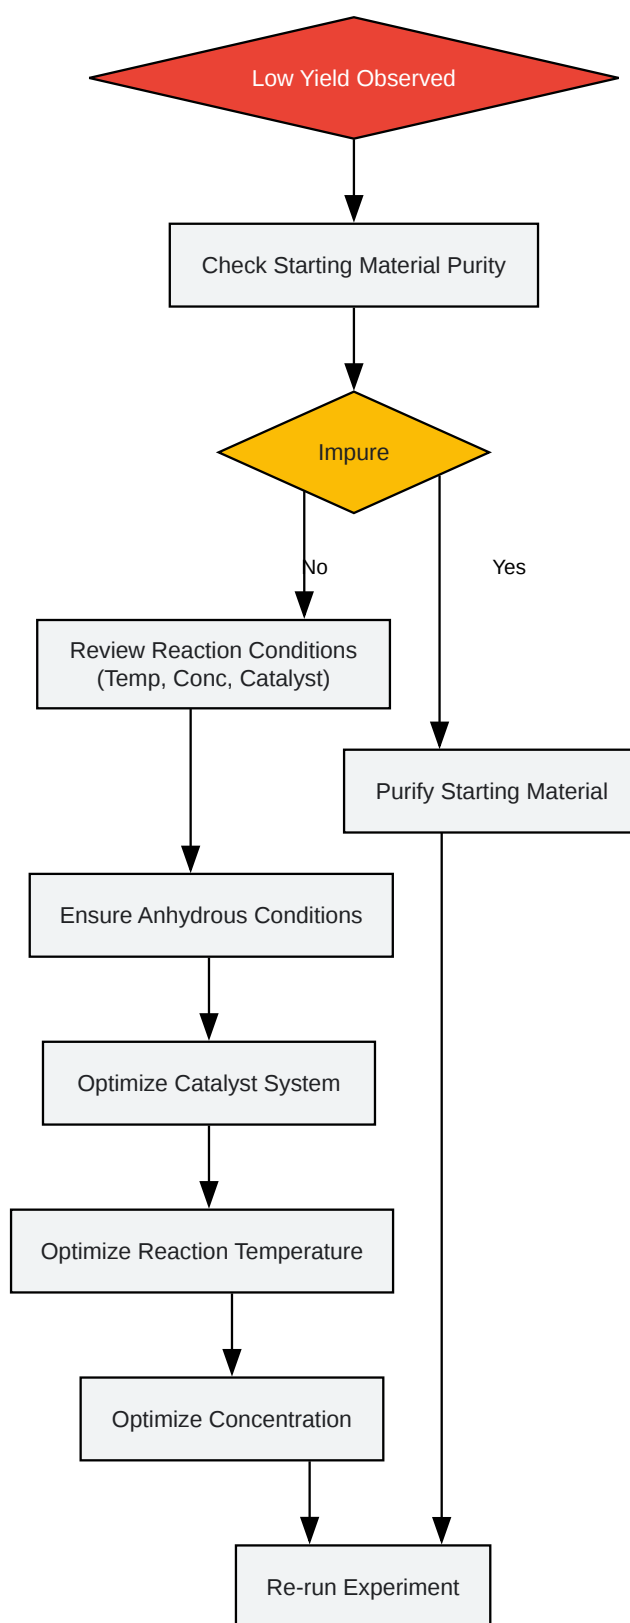 Low Yield Observed
Check Starting Material Purity
Impure
No
Yes
Review Reaction Conditions
(Temp, Conc, Catalyst)
Purify Starting Material
Ensure Anhydrous Conditions
Optimize Catalyst System
Optimize Reaction Temperature
Optimize Concentration
Re-run Experiment